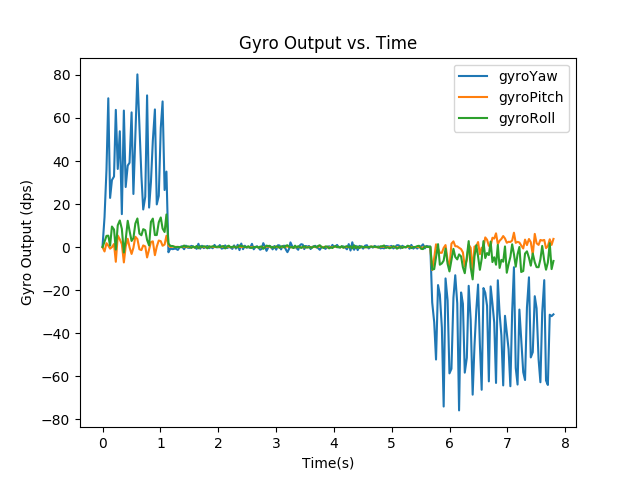 Gyro Output vs. Time
gyroYaw
gyroPitch
gyroRoll
Gyro Output (dps)
80
60
40
20
0
−20
−40
−60
−80
0 1 2 3 4 5 6 7 8
Time(s)